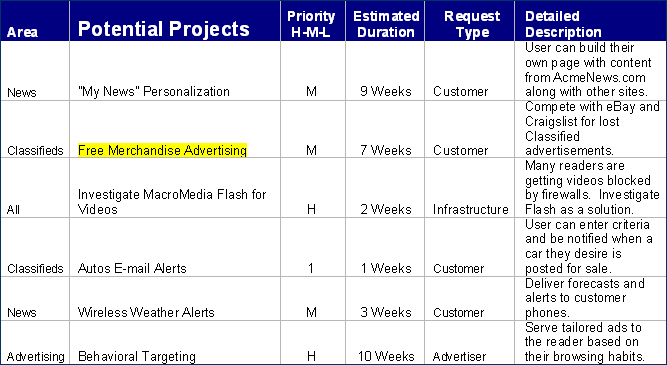 Area Potential Projects Priority H-M-L Estimated Duration Request Type Detailed Description
News "My News" Personalization M 9 Weeks Customer User can build their
own page with content
from AcmeNews.com
along with other sites.
Classifieds Free Merchandise Advertising M 7 Weeks Customer Compete with eBay and
Craigslist for lost
Classified
advertisements.
All Investigate MacroMedia Flash for
Videos H 2 Weeks Infrastructure Many readers are
getting videos blocked
by firewalls. Investigate
Flash as a solution.
Classifieds Autos E-mail Alerts 1 1 Weeks Customer User can enter criteria
and be notified when a
car they desire is
posted for sale.
News Wireless Weather Alerts M 3 Weeks Customer Deliver forecasts and
alerts to customer
phones.
Advertising Behavioral Targeting H 10 Weeks Advertiser Serve tailored ads to
the reader based on
their browsing habits.